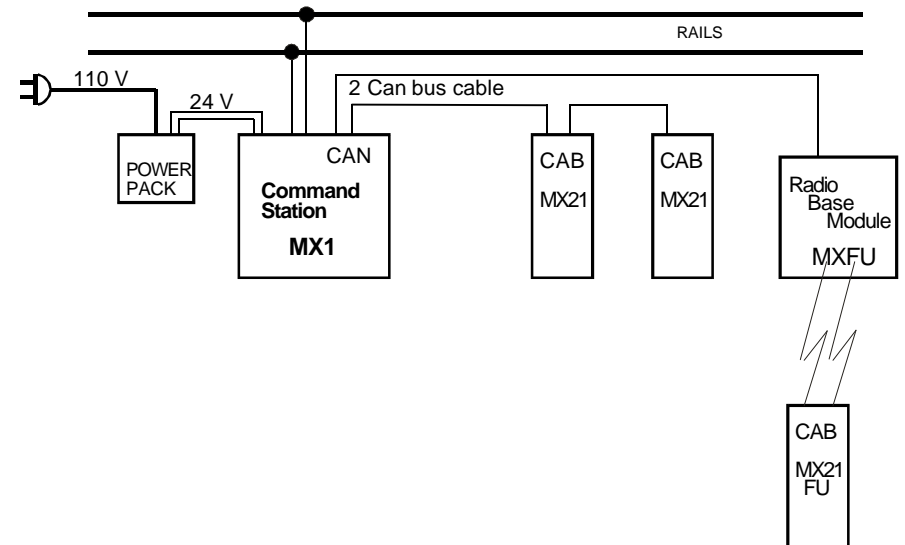 RAILS
110 V
24 V
2 Can bus cable
POWER
PACK
CAN
Command
Station
MX1
CAB
MX21
CAB
MX21
Radio
Base
Module
MXFU
CAB
MX21
FU